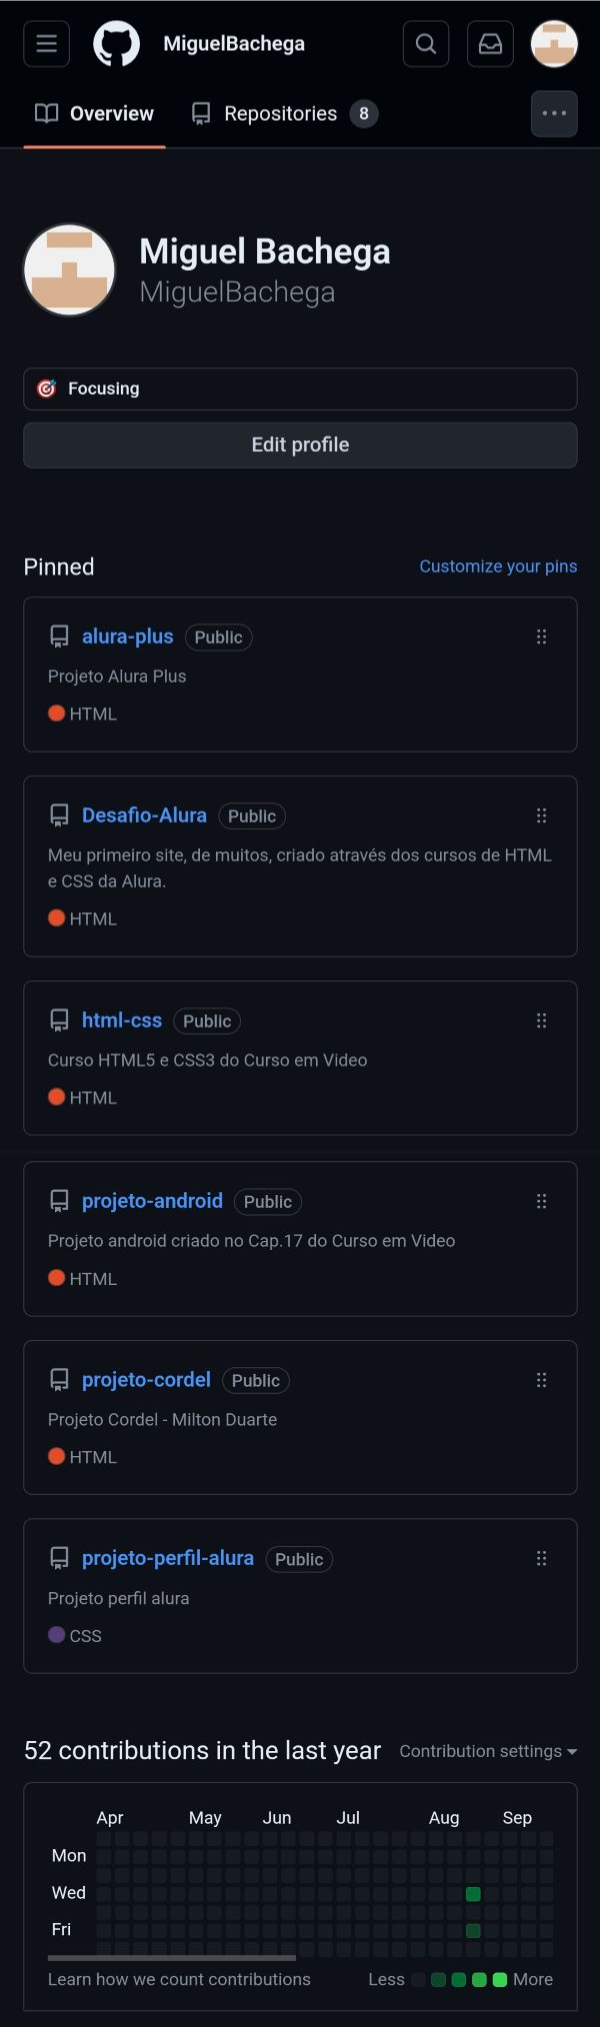 MiguelBachega
Overview
Repositories 8
Miguel Bachega
MiguelBachega
Focusing
Edit profile
Pinned
Customize your pins
alura-plus Public
Projeto Alura Plus
HTML
Desafio-Alura Public
Meu primeiro site, de muitos, criado através dos cursos de HTML
e CSS da Alura.
HTML
html-css Public
Curso HTML5 e CSS3 do Curso em Video
HTML
projeto-android Public
Projeto android criado no Cap.17 do Curso em Video
HTML
projeto-cordel Public
Projeto Cordel - Milton Duarte
HTML
projeto-perfil-alura Public
Projeto perfil alura
CSS
52 contributions in the last year
Contribution settings
Apr May Jun Jul Aug Sep
Mon
Wed
Fri
Learn how we count contributions
Less More